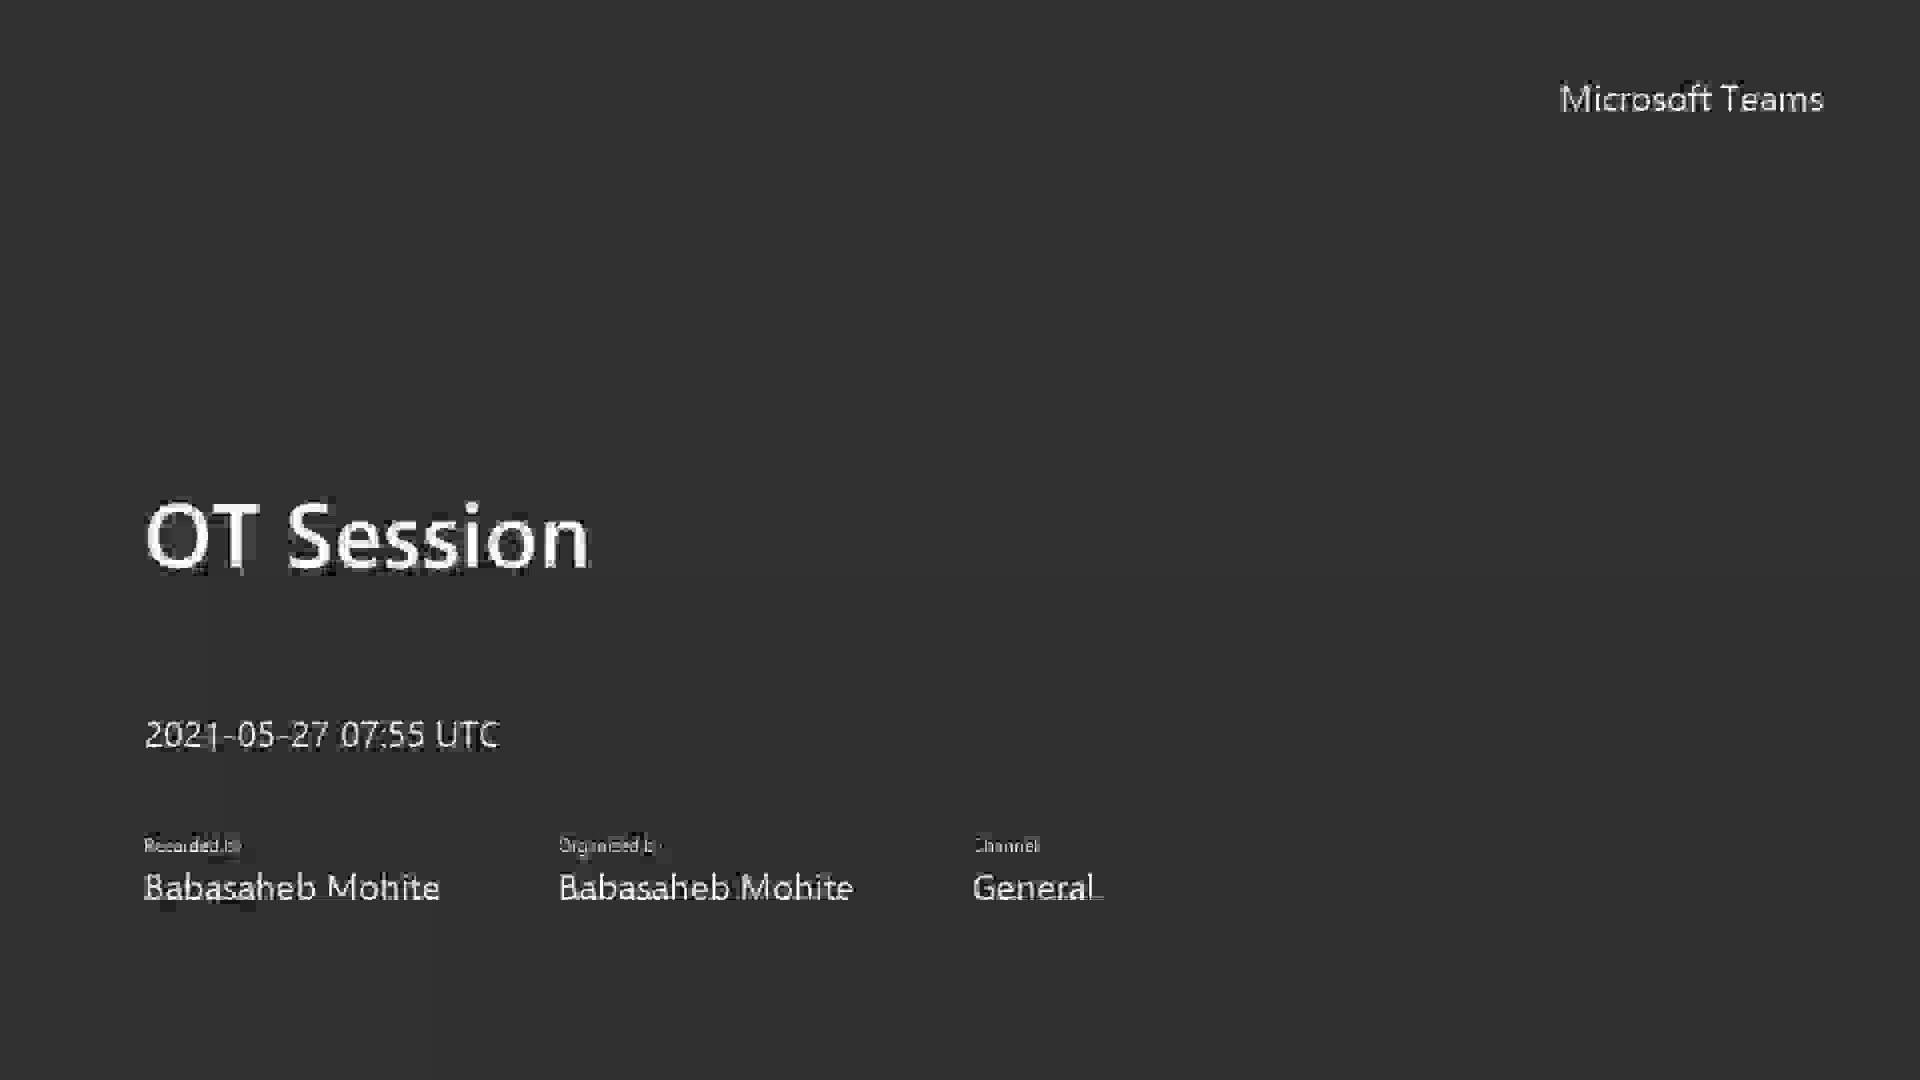 Microsoft Teams
OT Session
2021-05-27 07:55 UTC
Recorded by
Organized by
Channel
Babasaheb Mohite
Babasaheb Mohite
General